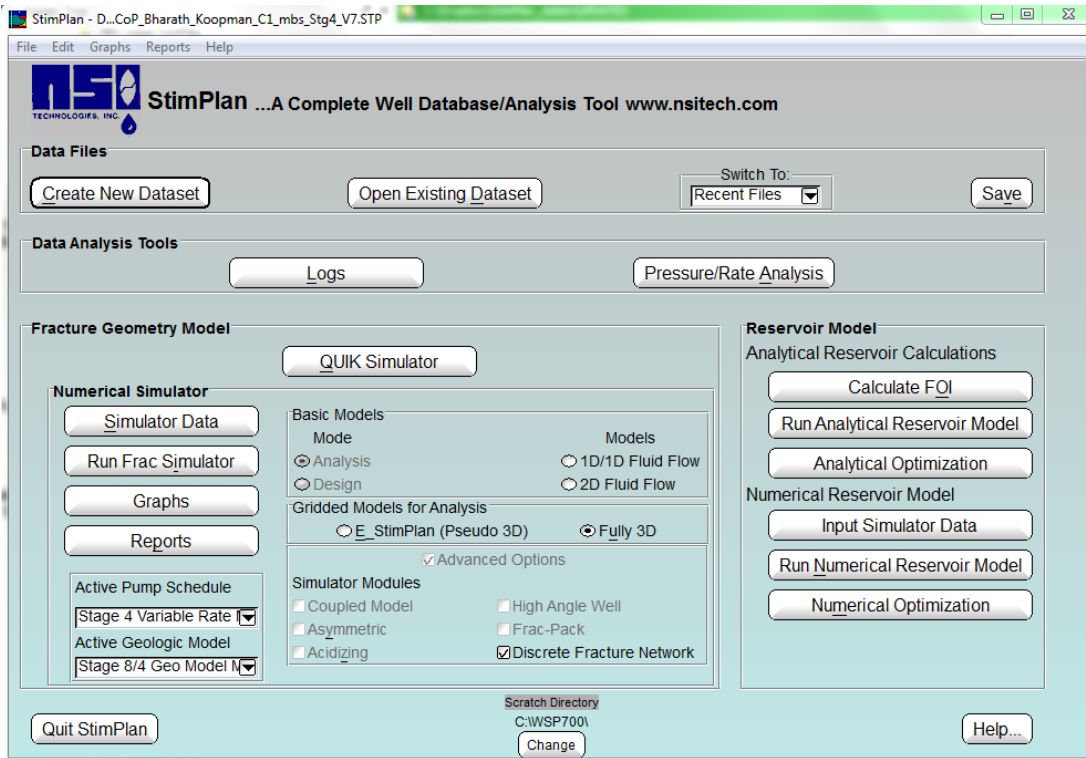 StimPlan - D...CoP_Bharath_Koopman_C1_mbs_Stg4_V7.STP
File Edit Graphs Reports Help
nsi
TECHNOLOGIES, INC.
StimPlan ...A Complete Well Database/Analysis Tool www.nsitech.com
Data Files
Create New Dataset
Open Existing Dataset
Switch To:
Recent Files
Save
Data Analysis Tools
Logs
Pressure/Rate Analysis
Fracture Geometry Model
QUIK Simulator
Numerical Simulator
Simulator Data
Run Frac Simulator
Graphs
Reports
Active Pump Schedule
Stage 4 Variable Rate
Active Geologic Model
Stage 8/4 Geo Model
Basic Models
Mode Models
Analysis 1D/1D Fluid Flow
Design 2D Fluid Flow
Gridded Models for Analysis
E_StimPlan (Pseudo 3D) Fully 3D
Advanced Options
Simulator Modules
Coupled Model High Angle Well
Asymmetric Frac-Pack
Acidizing Discrete Fracture Network
Reservoir Model
Analytical Reservoir Calculations
Calculate FOI
Run Analytical Reservoir Model
Analytical Optimization
Numerical Reservoir Model
Input Simulator Data
Run Numerical Reservoir Model
Numerical Optimization
Quit StimPlan
Scratch Directory
C:\WSP700\
Change
Help...